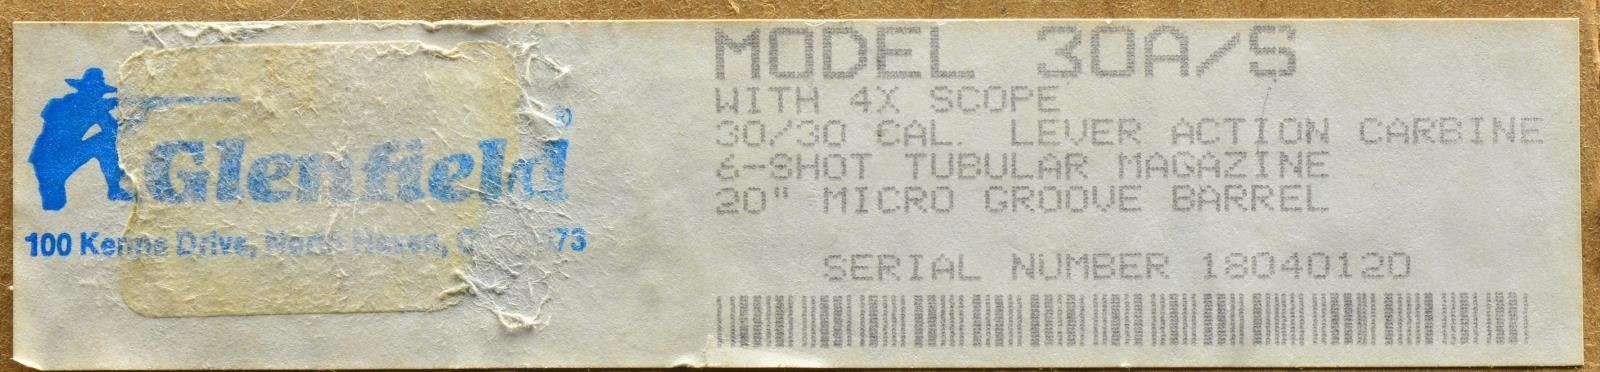 Glenfield®
100 Kenna Drive, North Haven, 
MODEL 30A/S
WITH 4X SCOPE
30/30 CAL. LEVER ACTION CARBINE
6-SHOT TUBULAR MAGAZINE
20" MICRO GROOVE BARREL
SERIAL NUMBER 18040120